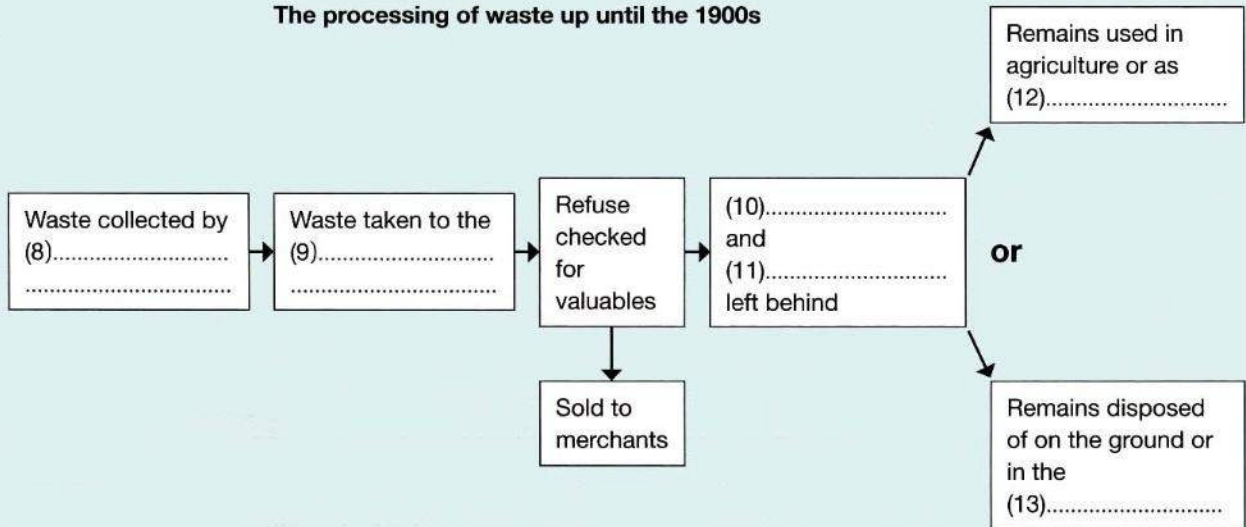 The processing of waste up until the 1900s
Waste collected by
(8)..............................
...................................
Waste taken to the
(9)..............................
...................................
Refuse
checked
for
valuables
Sold to
merchants
(10)...............................
and
(11)...............................
left behind
or
Remains used in
agriculture or as
(12)...............................
Remains disposed
of on the ground or
in the
(13)..............................